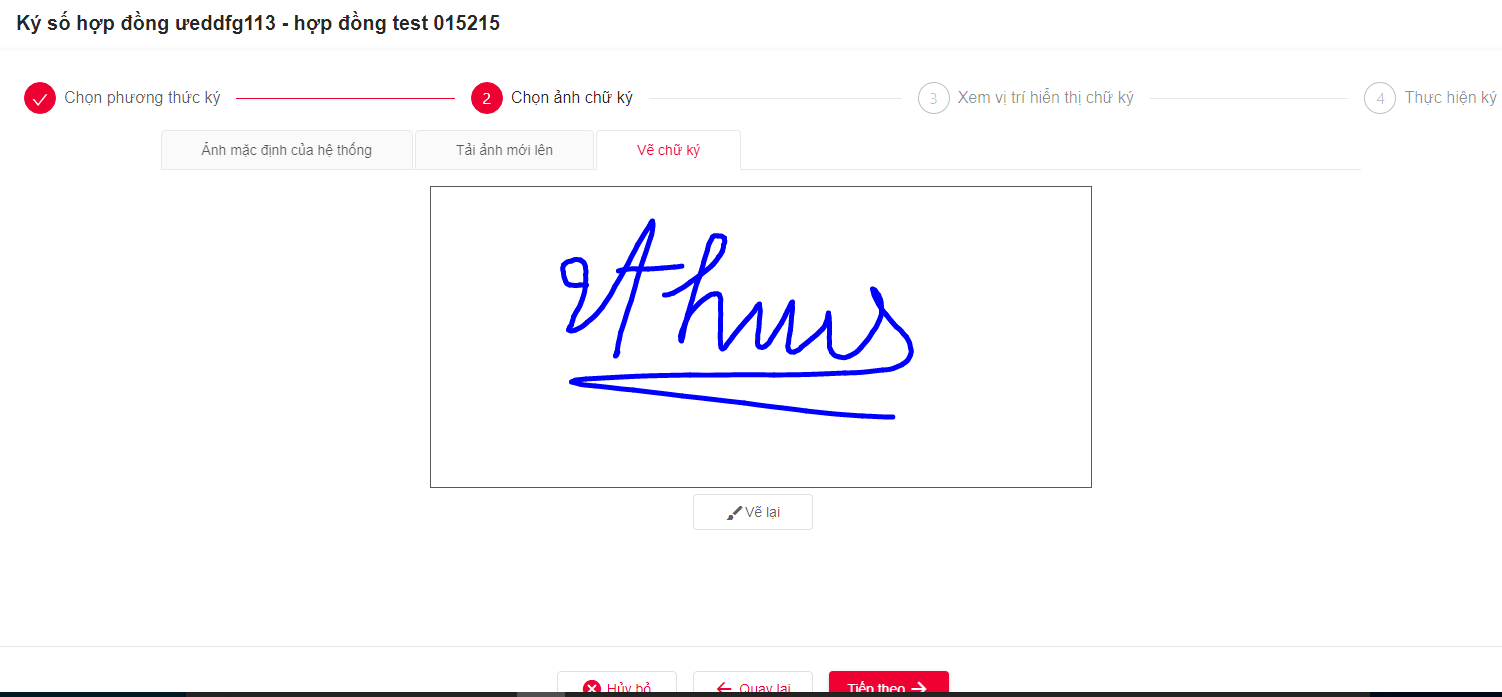 Ký số hợp đồng ưeddfg113 - hợp đồng test 015215
Chọn phương thức ký
2 Chọn ảnh chữ ký
3 Xem vị trí hiển thị chữ ký
4 Thực hiện ký
Ảnh mặc định của hệ thống
Tải ảnh mới lên
Vẽ chữ ký
Vẽ lại
Hủy bỏ
Quay lại
Tiếp theo